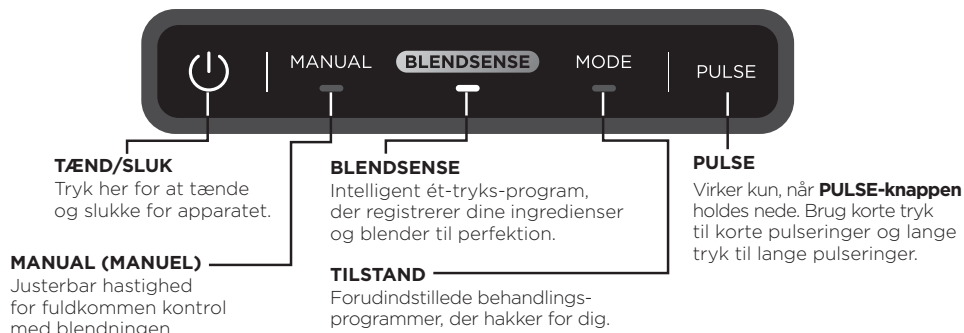 MANUAL
BLENDSENSE
MODE
PULSE
TÆND/SLUK
Tryk her for at tænde
og slukke for apparatet.
MANUAL (MANUEL)
Justerbar hastighed
for fuldkommen kontrol
med blendningen
BLENDSENSE
Intelligent ét-tryks-program,
der registrerer dine ingredienser
og blender til perfektion.
TILSTAND
Forudindstillede behandlings-
programmer, der hakker for dig.
PULSE
Virker kun, når PULSE-knappen
holdes nede. Brug korte tryk
til korte pulseringer og lange
tryk til lange pulseringer.